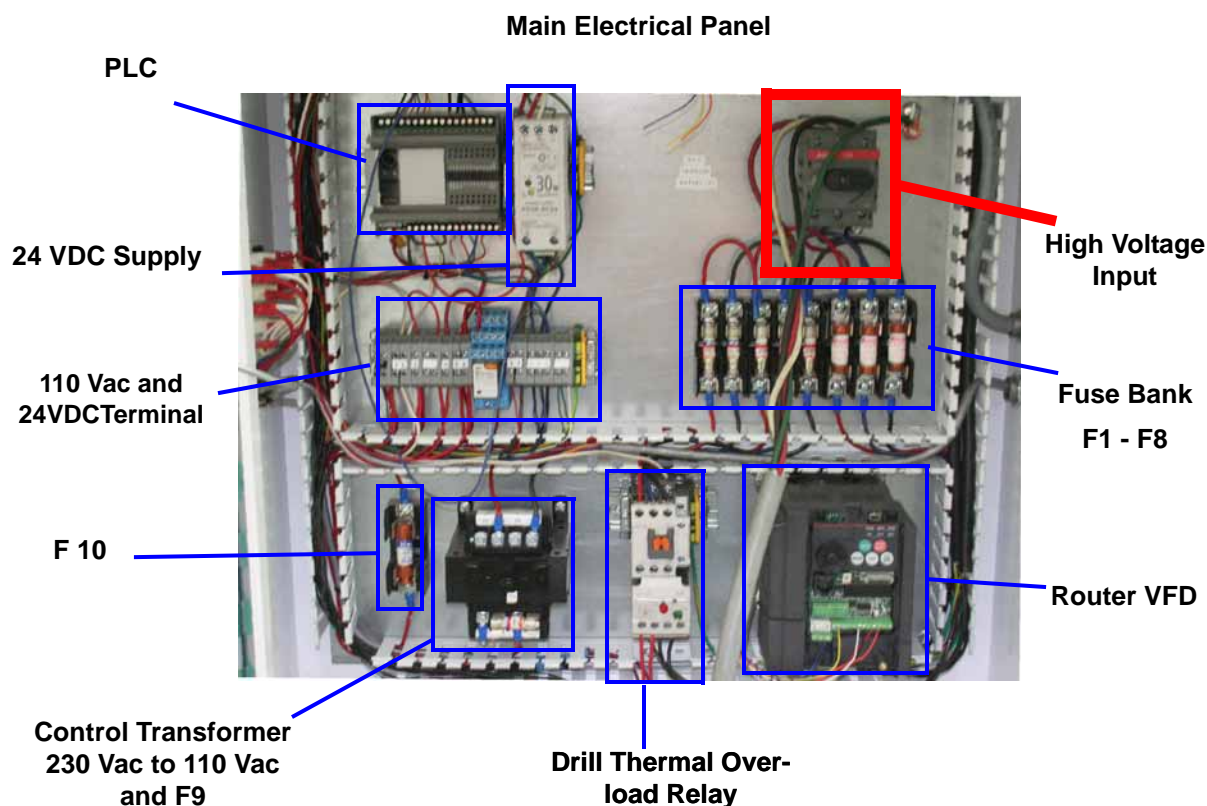 Main Electrical Panel
PLC
24 VDC Supply
110 Vac and
24VDCTerminal
F 10
Control Transformer
230 Vac to 110 Vac
and F9
Drill Thermal Over-
load Relay
High Voltage
Input
Fuse Bank
F1 - F8
Router VFD
30